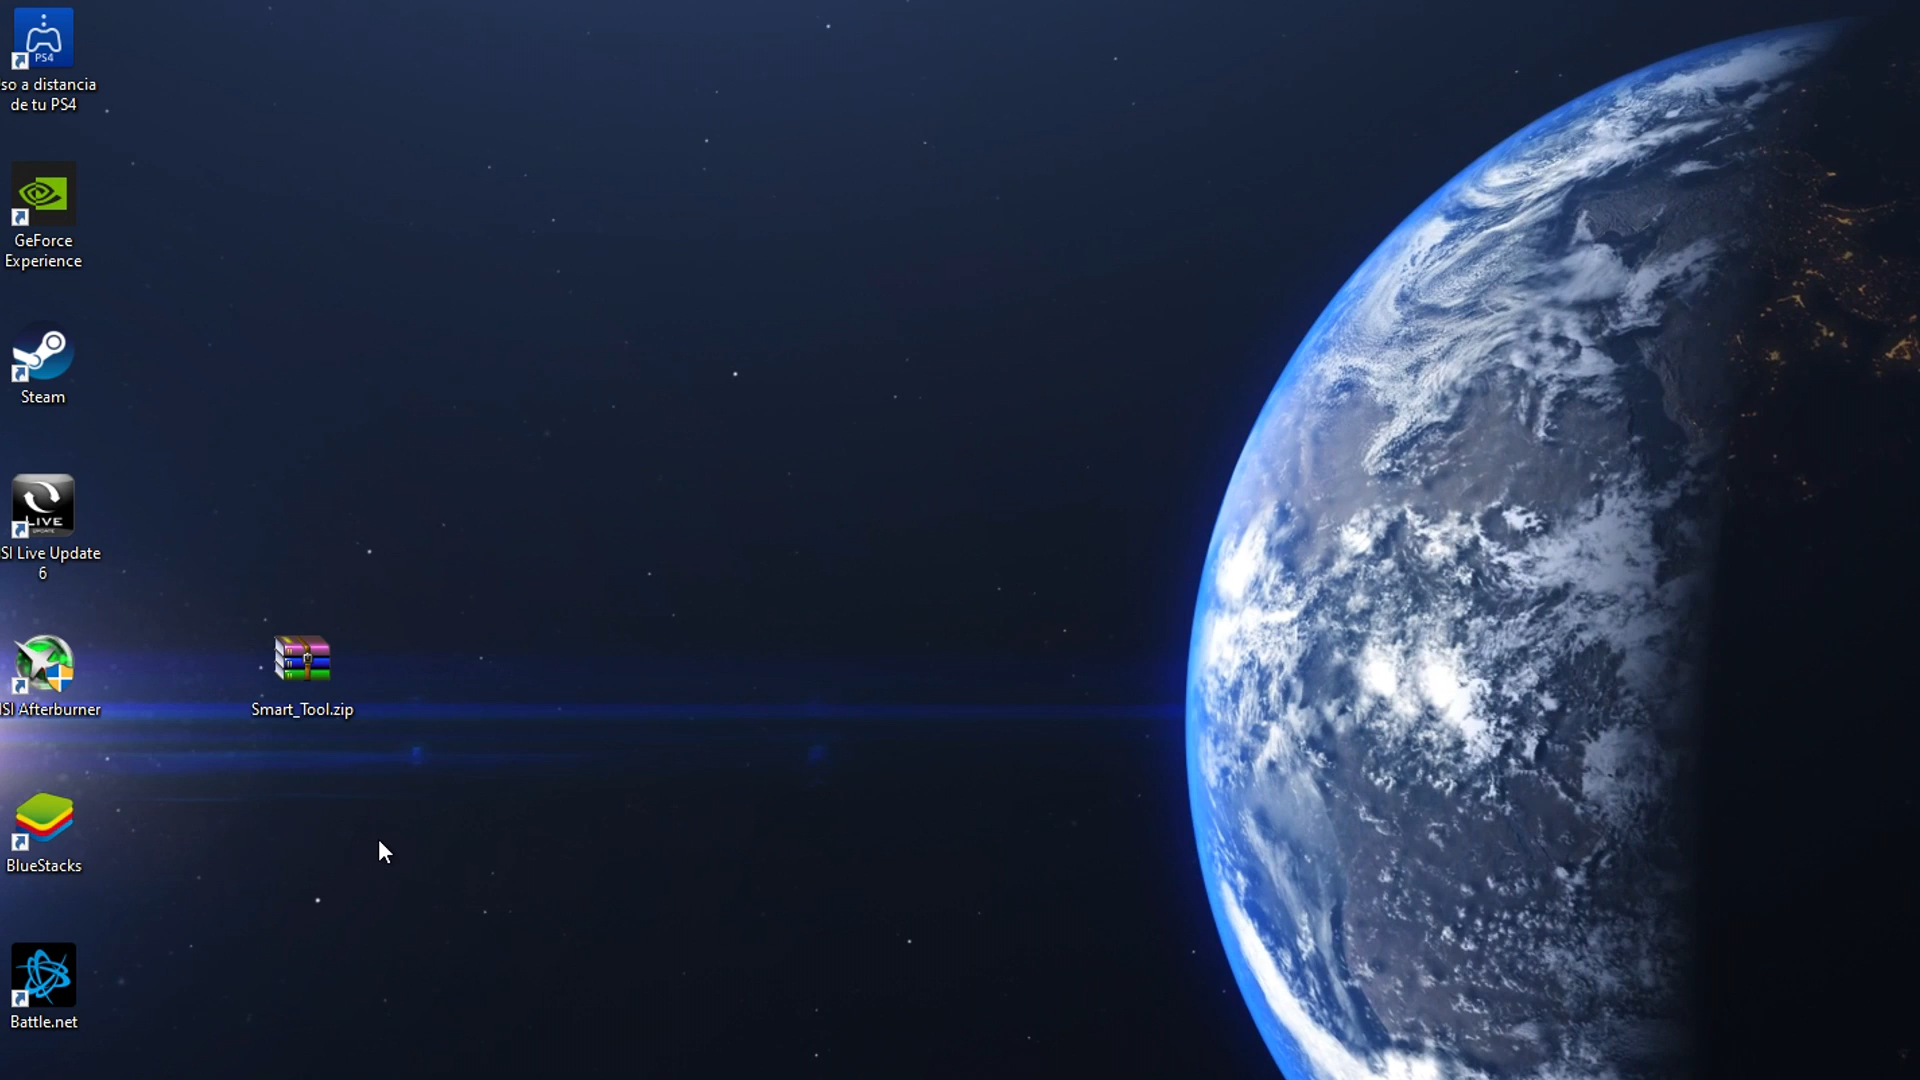 PS4
so a distancia
de tu PS4
GeForce
Experience
Steam
LIVE
SI Live Update
6
SI Afterburner
Smart_Tool.zip
BlueStacks
Battle.net